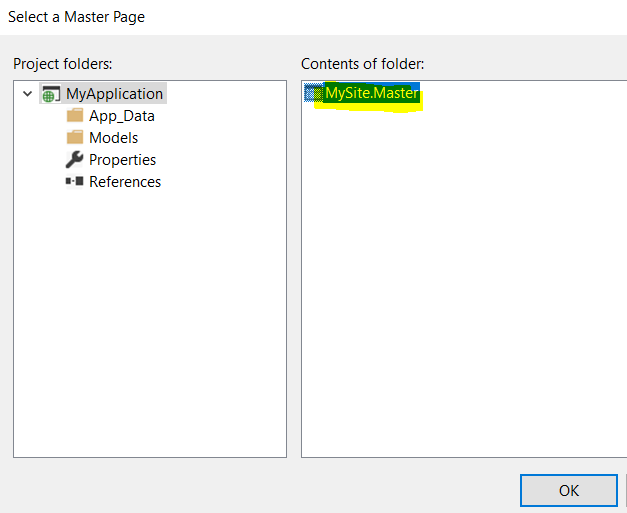 Select a Master Page
Project folders:
MyApplication
App_Data
Models
Properties
References
Contents of folder:
MySite.Master
OK